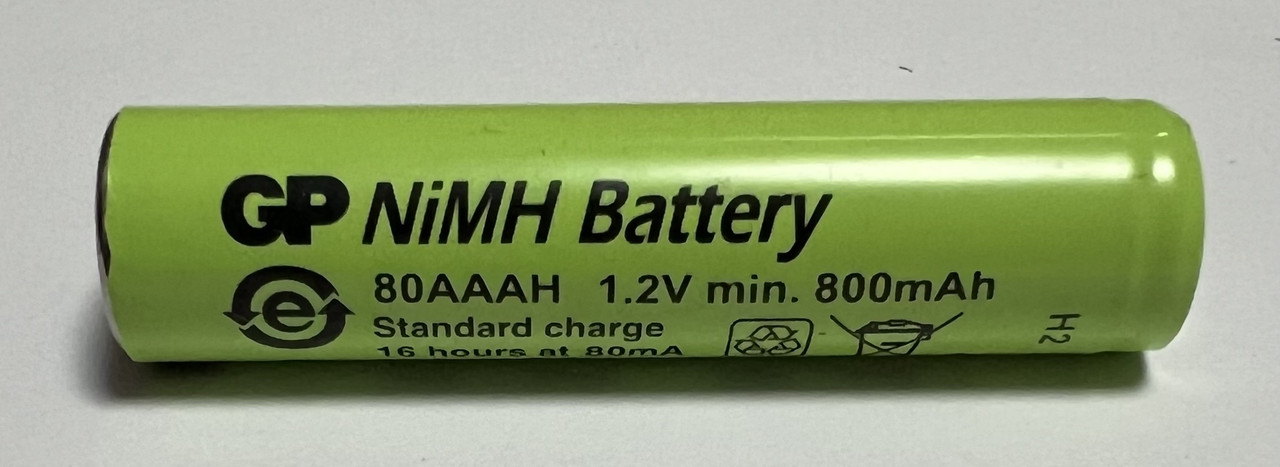 GP NiMH Battery
e
80AAAH 1.2V min. 800mAh
Standard charge
16 hours at 80mA
H2